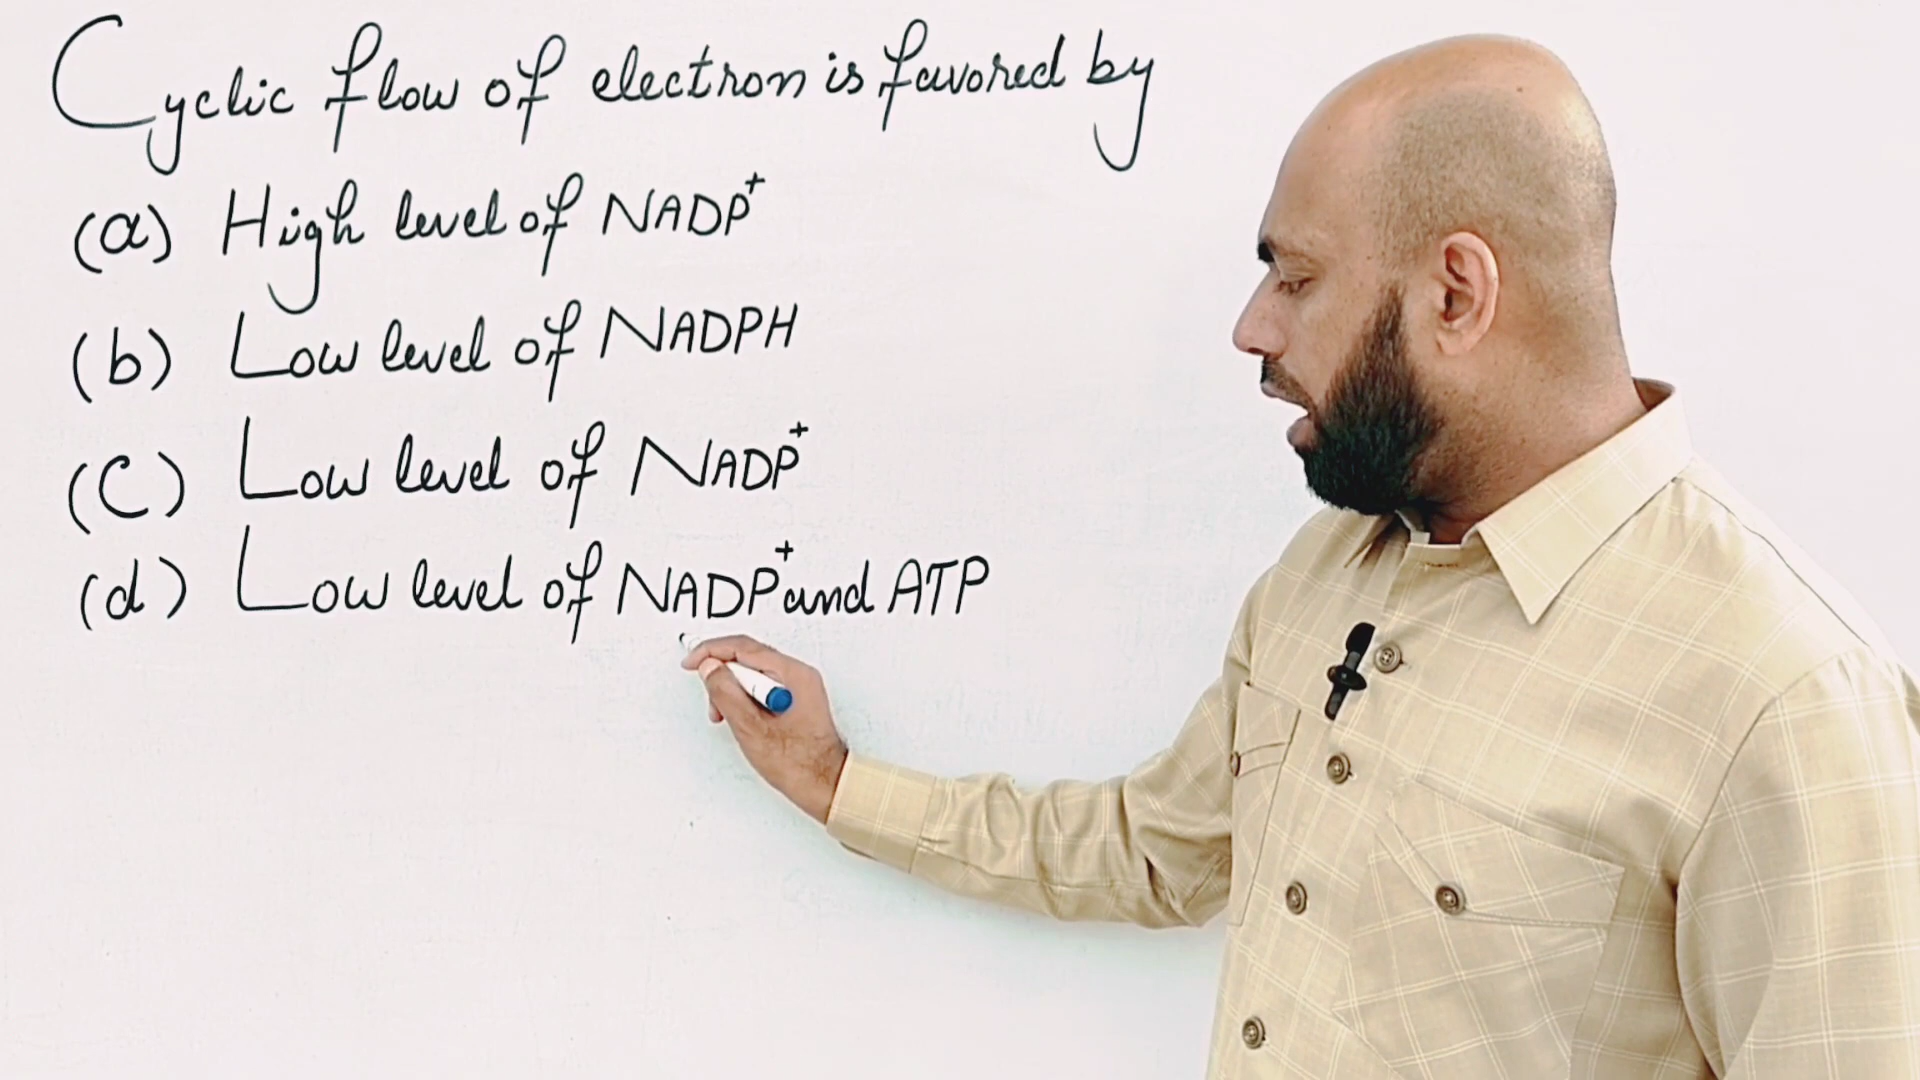 Cyclic flow of electron is favored by
(a) High level of NADP⁺
(b) Low level of NADPH
(C) Low level of NADP⁺
(d) Low level of NADP⁺ and ATP